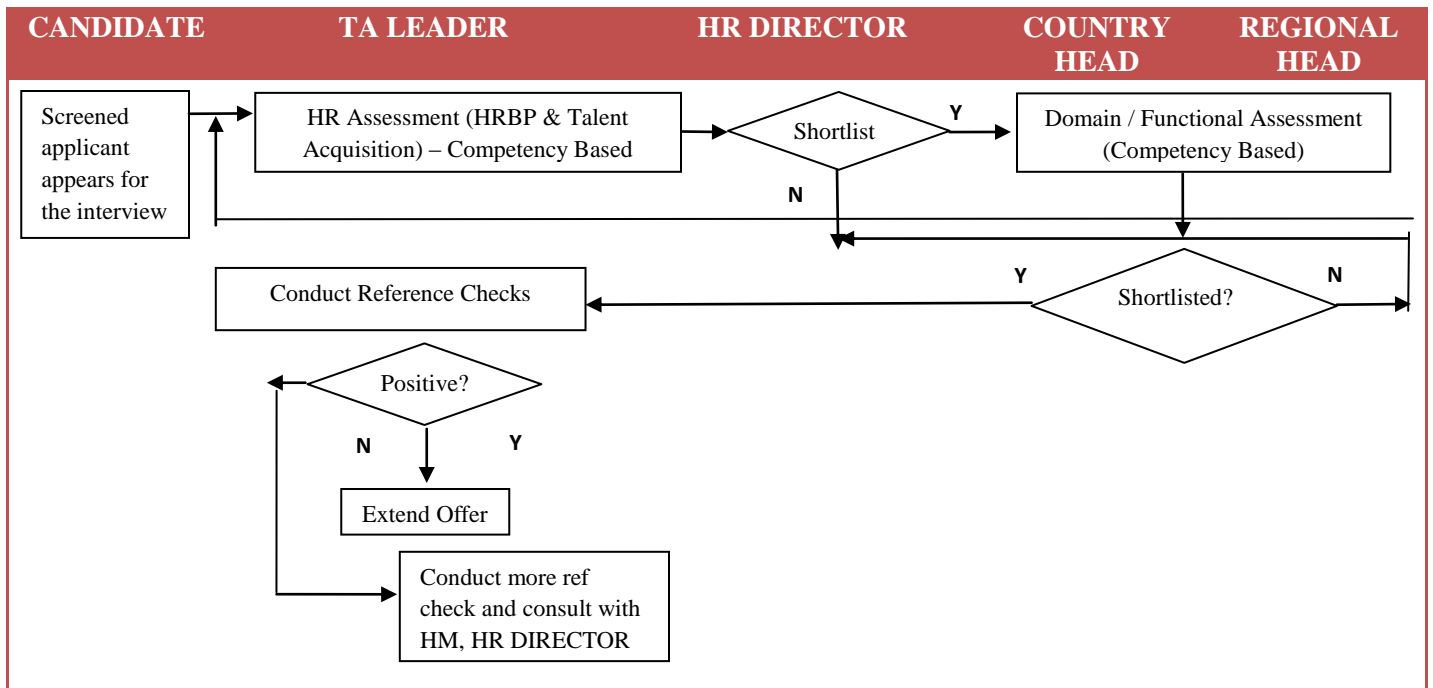 CANDIDATE
TA LEADER
HR DIRECTOR
COUNTRY
HEAD
REGIONAL
HEAD
Screened
applicant
appears for
the interview
HR Assessment (HRBP & Talent
Acquisition) – Competency Based
Shortlist
Y
N
Domain / Functional Assessment
(Competency Based)
Shortlisted?
Y
N
Conduct Reference Checks
Positive?
N
Y
Extend Offer
Conduct more ref
check and consult with
HM, HR DIRECTOR